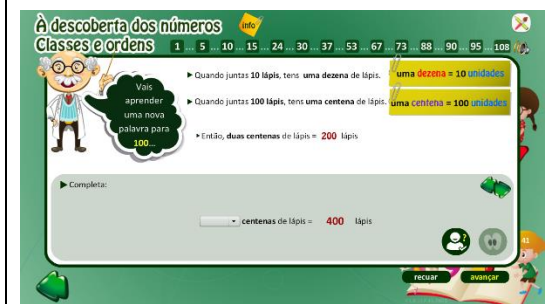 À descoberta dos números
info
Classes e ordens 1 ... 5 ... 10 ... 15 ... 24 ... 30 ... 37 ... 53 ... 67 ... 73 ... 88 ... 90 ... 95 ... 108
Vais
aprender
uma nova
palavra para
100...
Quando juntas 10 lápis, tens uma dezena de lápis.
uma dezena = 10 unidades
Quando juntas 100 lápis, tens uma centena de lápis.
uma centena = 100 unidades
Então, duas centenas de lápis = 200 lápis
Completa:
centenas de lápis = 400 lápis
?
41
recuar avançar